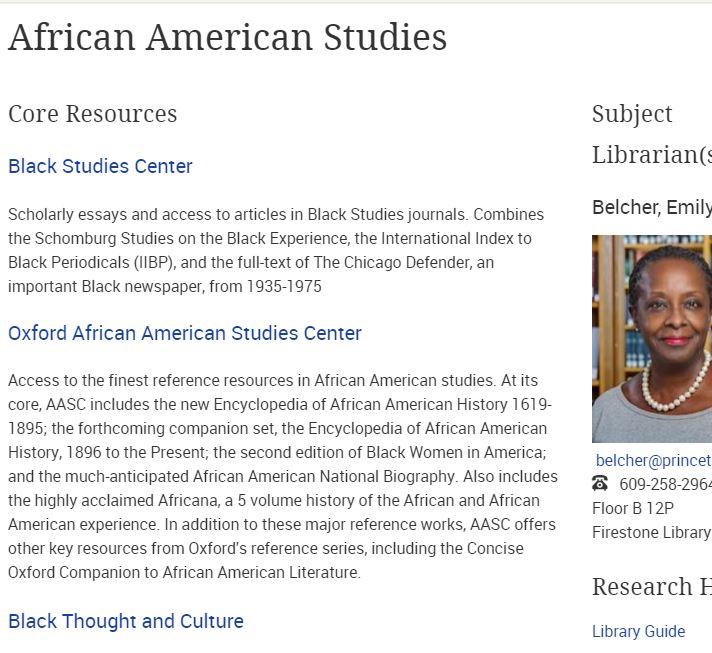 African American Studies
Core Resources
Black Studies Center
Scholarly essays and access to articles in Black Studies journals. Combines
the Schomburg Studies on the Black Experience, the International Index to
Black Periodicals (IIBP), and the full-text of The Chicago Defender, an
important Black newspaper, from 1935-1975
Oxford African American Studies Center
Access to the finest reference resources in African American studies. At its
core, AASC includes the new Encyclopedia of African American History 1619-
1895; the forthcoming companion set, the Encyclopedia of African American
History, 1896 to the Present; the second edition of Black Women in America;
and the much-anticipated African American National Biography. Also includes
the highly acclaimed Africana, a 5 volume history of the African and African
American experience. In addition to these major reference works, AASC offers
other key resources from Oxford's reference series, including the Concise
Oxford Companion to African American Literature.
Black Thought and Culture
Subject
Librarian(s
Belcher, Emily
belcher@princet
609-258-2964
Floor B 12P
Firestone Library
Research H
Library Guide